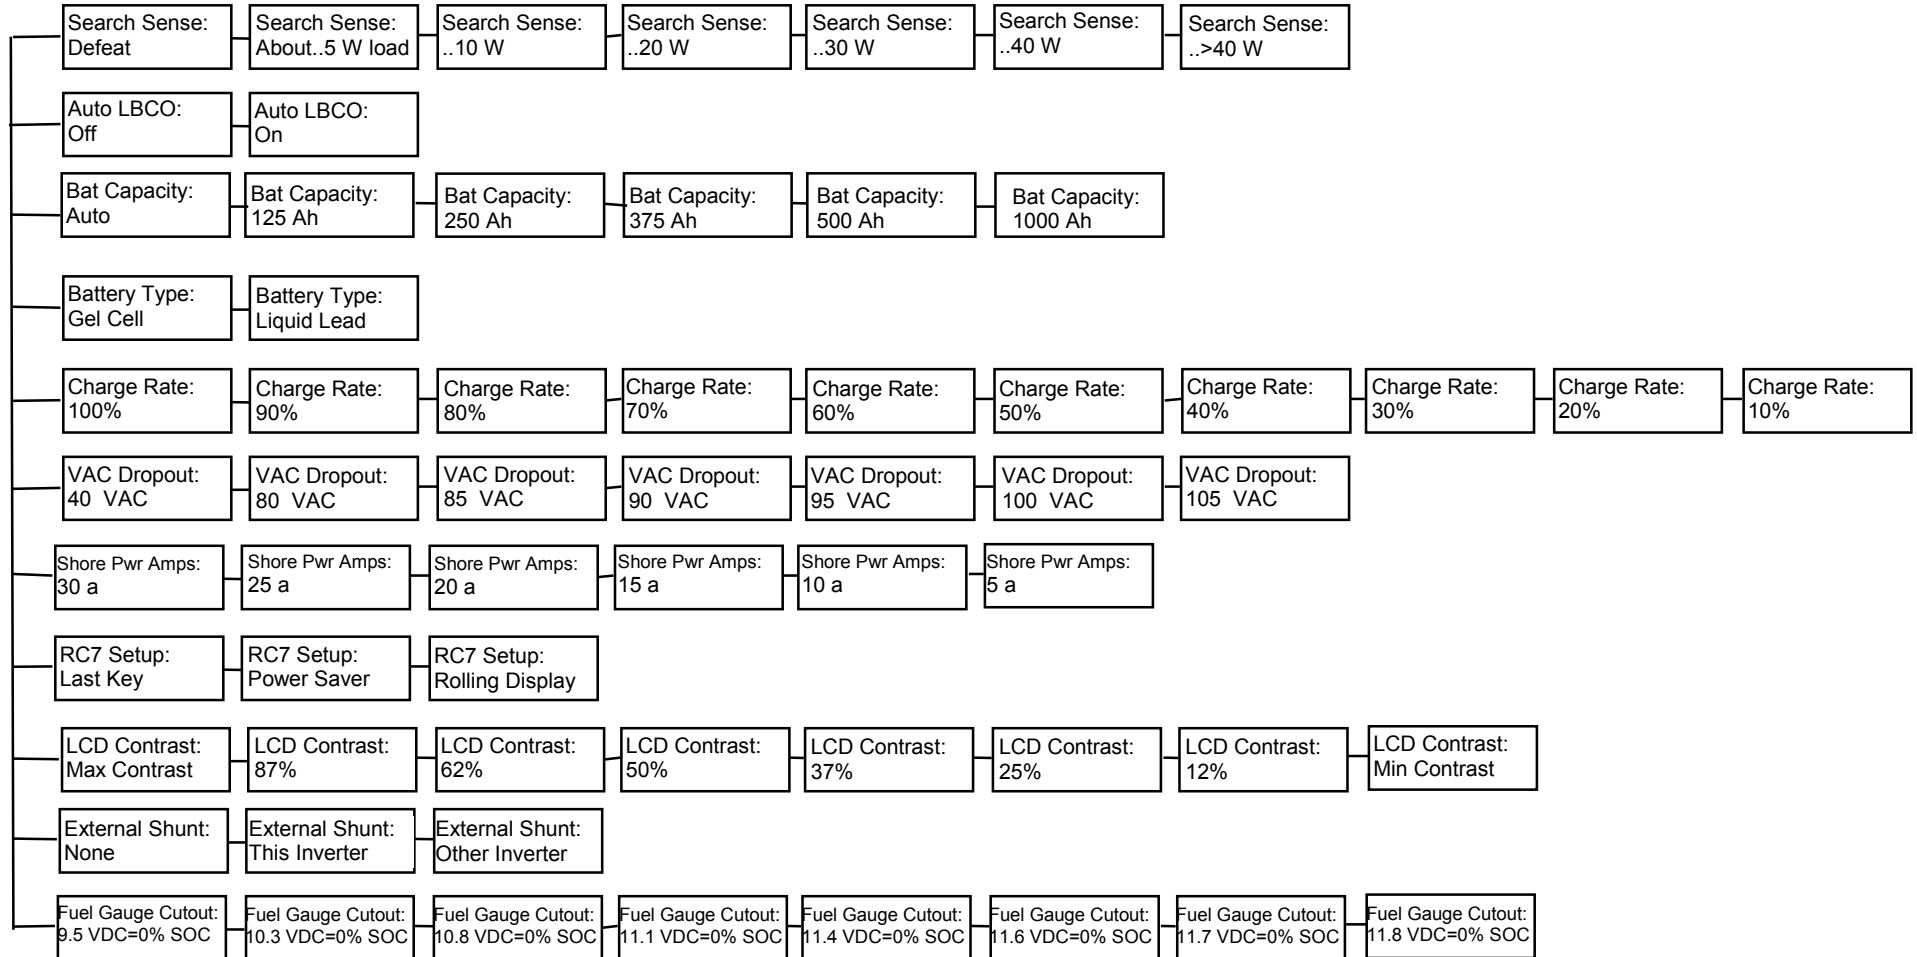 Search Sense:
Defeat
Search Sense:
About..5 W load
Search Sense:
..10 W
Search Sense:
..20 W
Search Sense:
..30 W
Search Sense:
..40 W
Search Sense:
..>40 W
Auto LBCO:
Off
Auto LBCO:
On
Bat Capacity:
Auto
Bat Capacity:
125 Ah
Bat Capacity:
250 Ah
Bat Capacity:
375 Ah
Bat Capacity:
500 Ah
Bat Capacity:
1000 Ah
Battery Type:
Gel Cell
Battery Type:
Liquid Lead
Charge Rate:
100%
Charge Rate:
90%
Charge Rate:
80%
Charge Rate:
70%
Charge Rate:
60%
Charge Rate:
50%
Charge Rate:
40%
Charge Rate:
30%
Charge Rate:
20%
Charge Rate:
10%
VAC Dropout:
40 VAC
VAC Dropout:
80 VAC
VAC Dropout:
85 VAC
VAC Dropout:
90 VAC
VAC Dropout:
95 VAC
VAC Dropout:
100 VAC
VAC Dropout:
105 VAC
Shore Pwr Amps:
30 a
Shore Pwr Amps:
25 a
Shore Pwr Amps:
20 a
Shore Pwr Amps:
15 a
Shore Pwr Amps:
10 a
Shore Pwr Amps:
5 a
RC7 Setup:
Last Key
RC7 Setup:
Power Saver
RC7 Setup:
Rolling Display
LCD Contrast:
Max Contrast
LCD Contrast:
87%
LCD Contrast:
62%
LCD Contrast:
50%
LCD Contrast:
37%
LCD Contrast:
25%
LCD Contrast:
12%
LCD Contrast:
Min Contrast
External Shunt:
None
External Shunt:
This Inverter
External Shunt:
Other Inverter
Fuel Gauge Cutout:
9.5 VDC=0% SOC
Fuel Gauge Cutout:
10.3 VDC=0% SOC
Fuel Gauge Cutout:
10.8 VDC=0% SOC
Fuel Gauge Cutout:
11.1 VDC=0% SOC
Fuel Gauge Cutout:
11.4 VDC=0% SOC
Fuel Gauge Cutout:
11.6 VDC=0% SOC
Fuel Gauge Cutout:
11.7 VDC=0% SOC
Fuel Gauge Cutout:
11.8 VDC=0% SOC